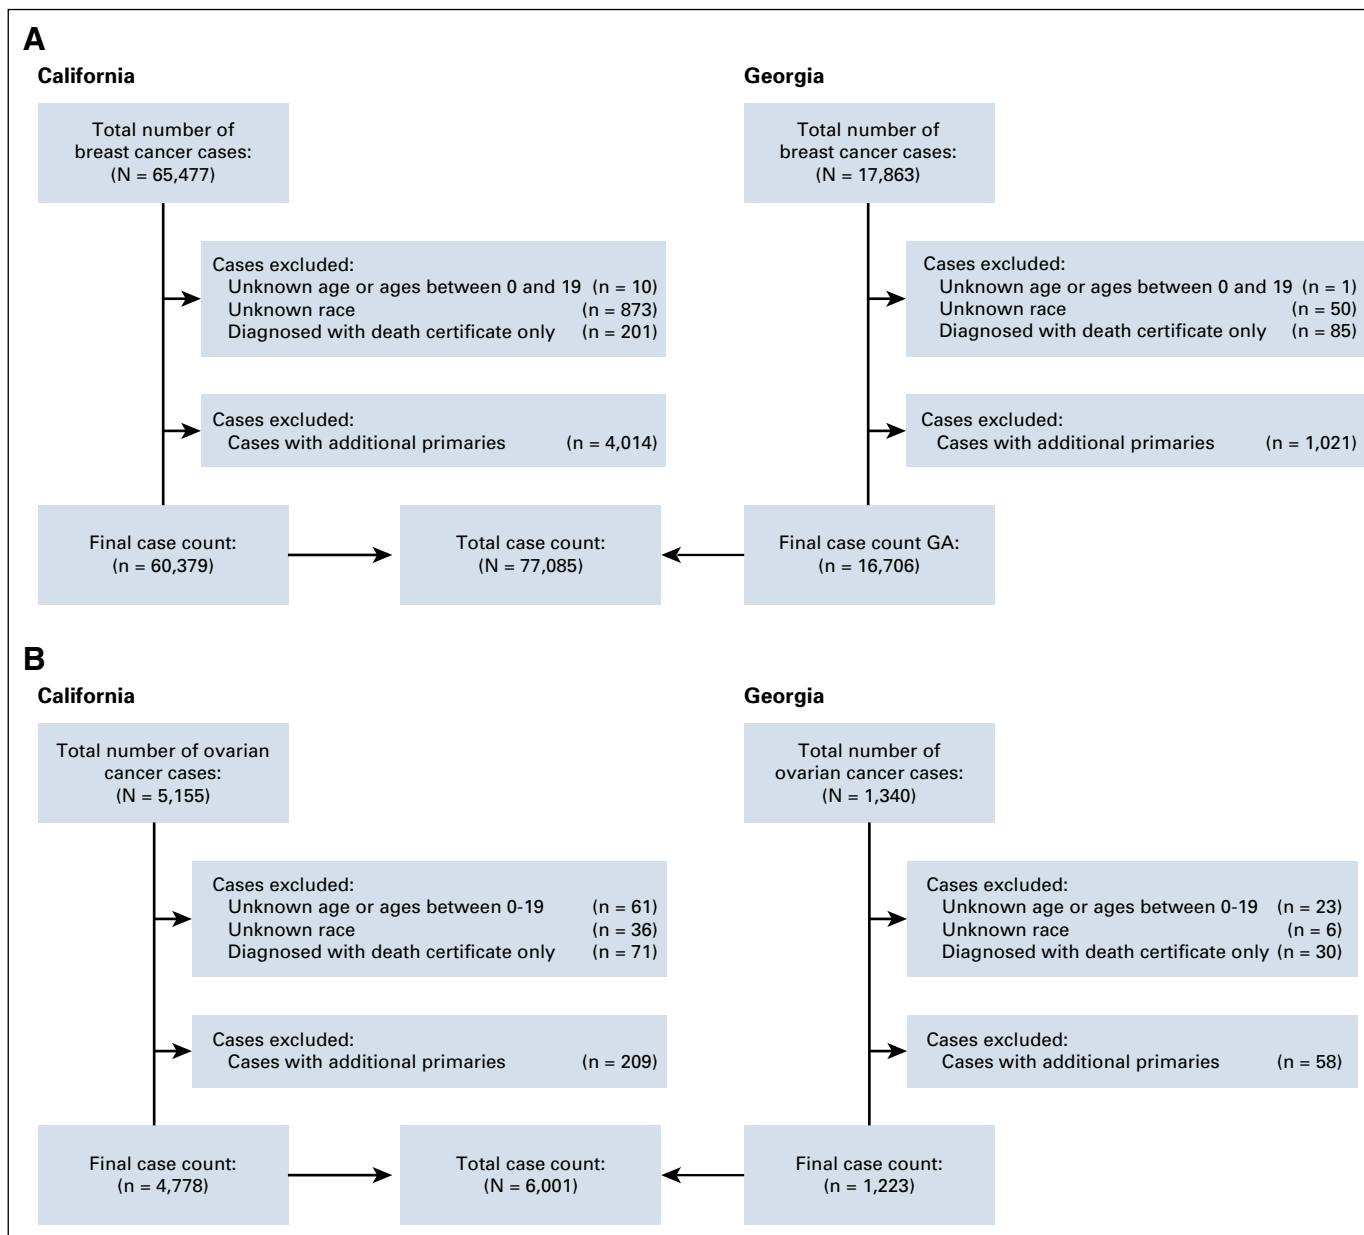 A
California
Total number of
breast cancer cases:
(N = 65,477)
Cases excluded:
Unknown age or ages between 0 and 19 (n = 10)
Unknown race (n = 873)
Diagnosed with death certificate only (n = 201)
Cases excluded:
Cases with additional primaries (n = 4,014)
Final case count:
(n = 60,379)
Total case count:
(N = 77,085)
Georgia
Total number of
breast cancer cases:
(N = 17,863)
Cases excluded:
Unknown age or ages between 0 and 19 (n = 1)
Unknown race (n = 50)
Diagnosed with death certificate only (n = 85)
Cases excluded:
Cases with additional primaries (n = 1,021)
Final case count GA:
(n = 16,706)
B
California
Total number of ovarian
cancer cases:
(N = 5,155)
Cases excluded:
Unknown age or ages between 0-19 (n = 61)
Unknown race (n = 36)
Diagnosed with death certificate only (n = 71)
Cases excluded:
Cases with additional primaries (n = 209)
Final case count:
(n = 4,778)
Total case count:
(N = 6,001)
Georgia
Total number of
ovarian cancer cases:
(N = 1,340)
Cases excluded:
Unknown age or ages between 0-19 (n = 23)
Unknown race (n = 6)
Diagnosed with death certificate only (n = 30)
Cases excluded:
Cases with additional primaries (n = 58)
Final case count:
(n = 1,223)